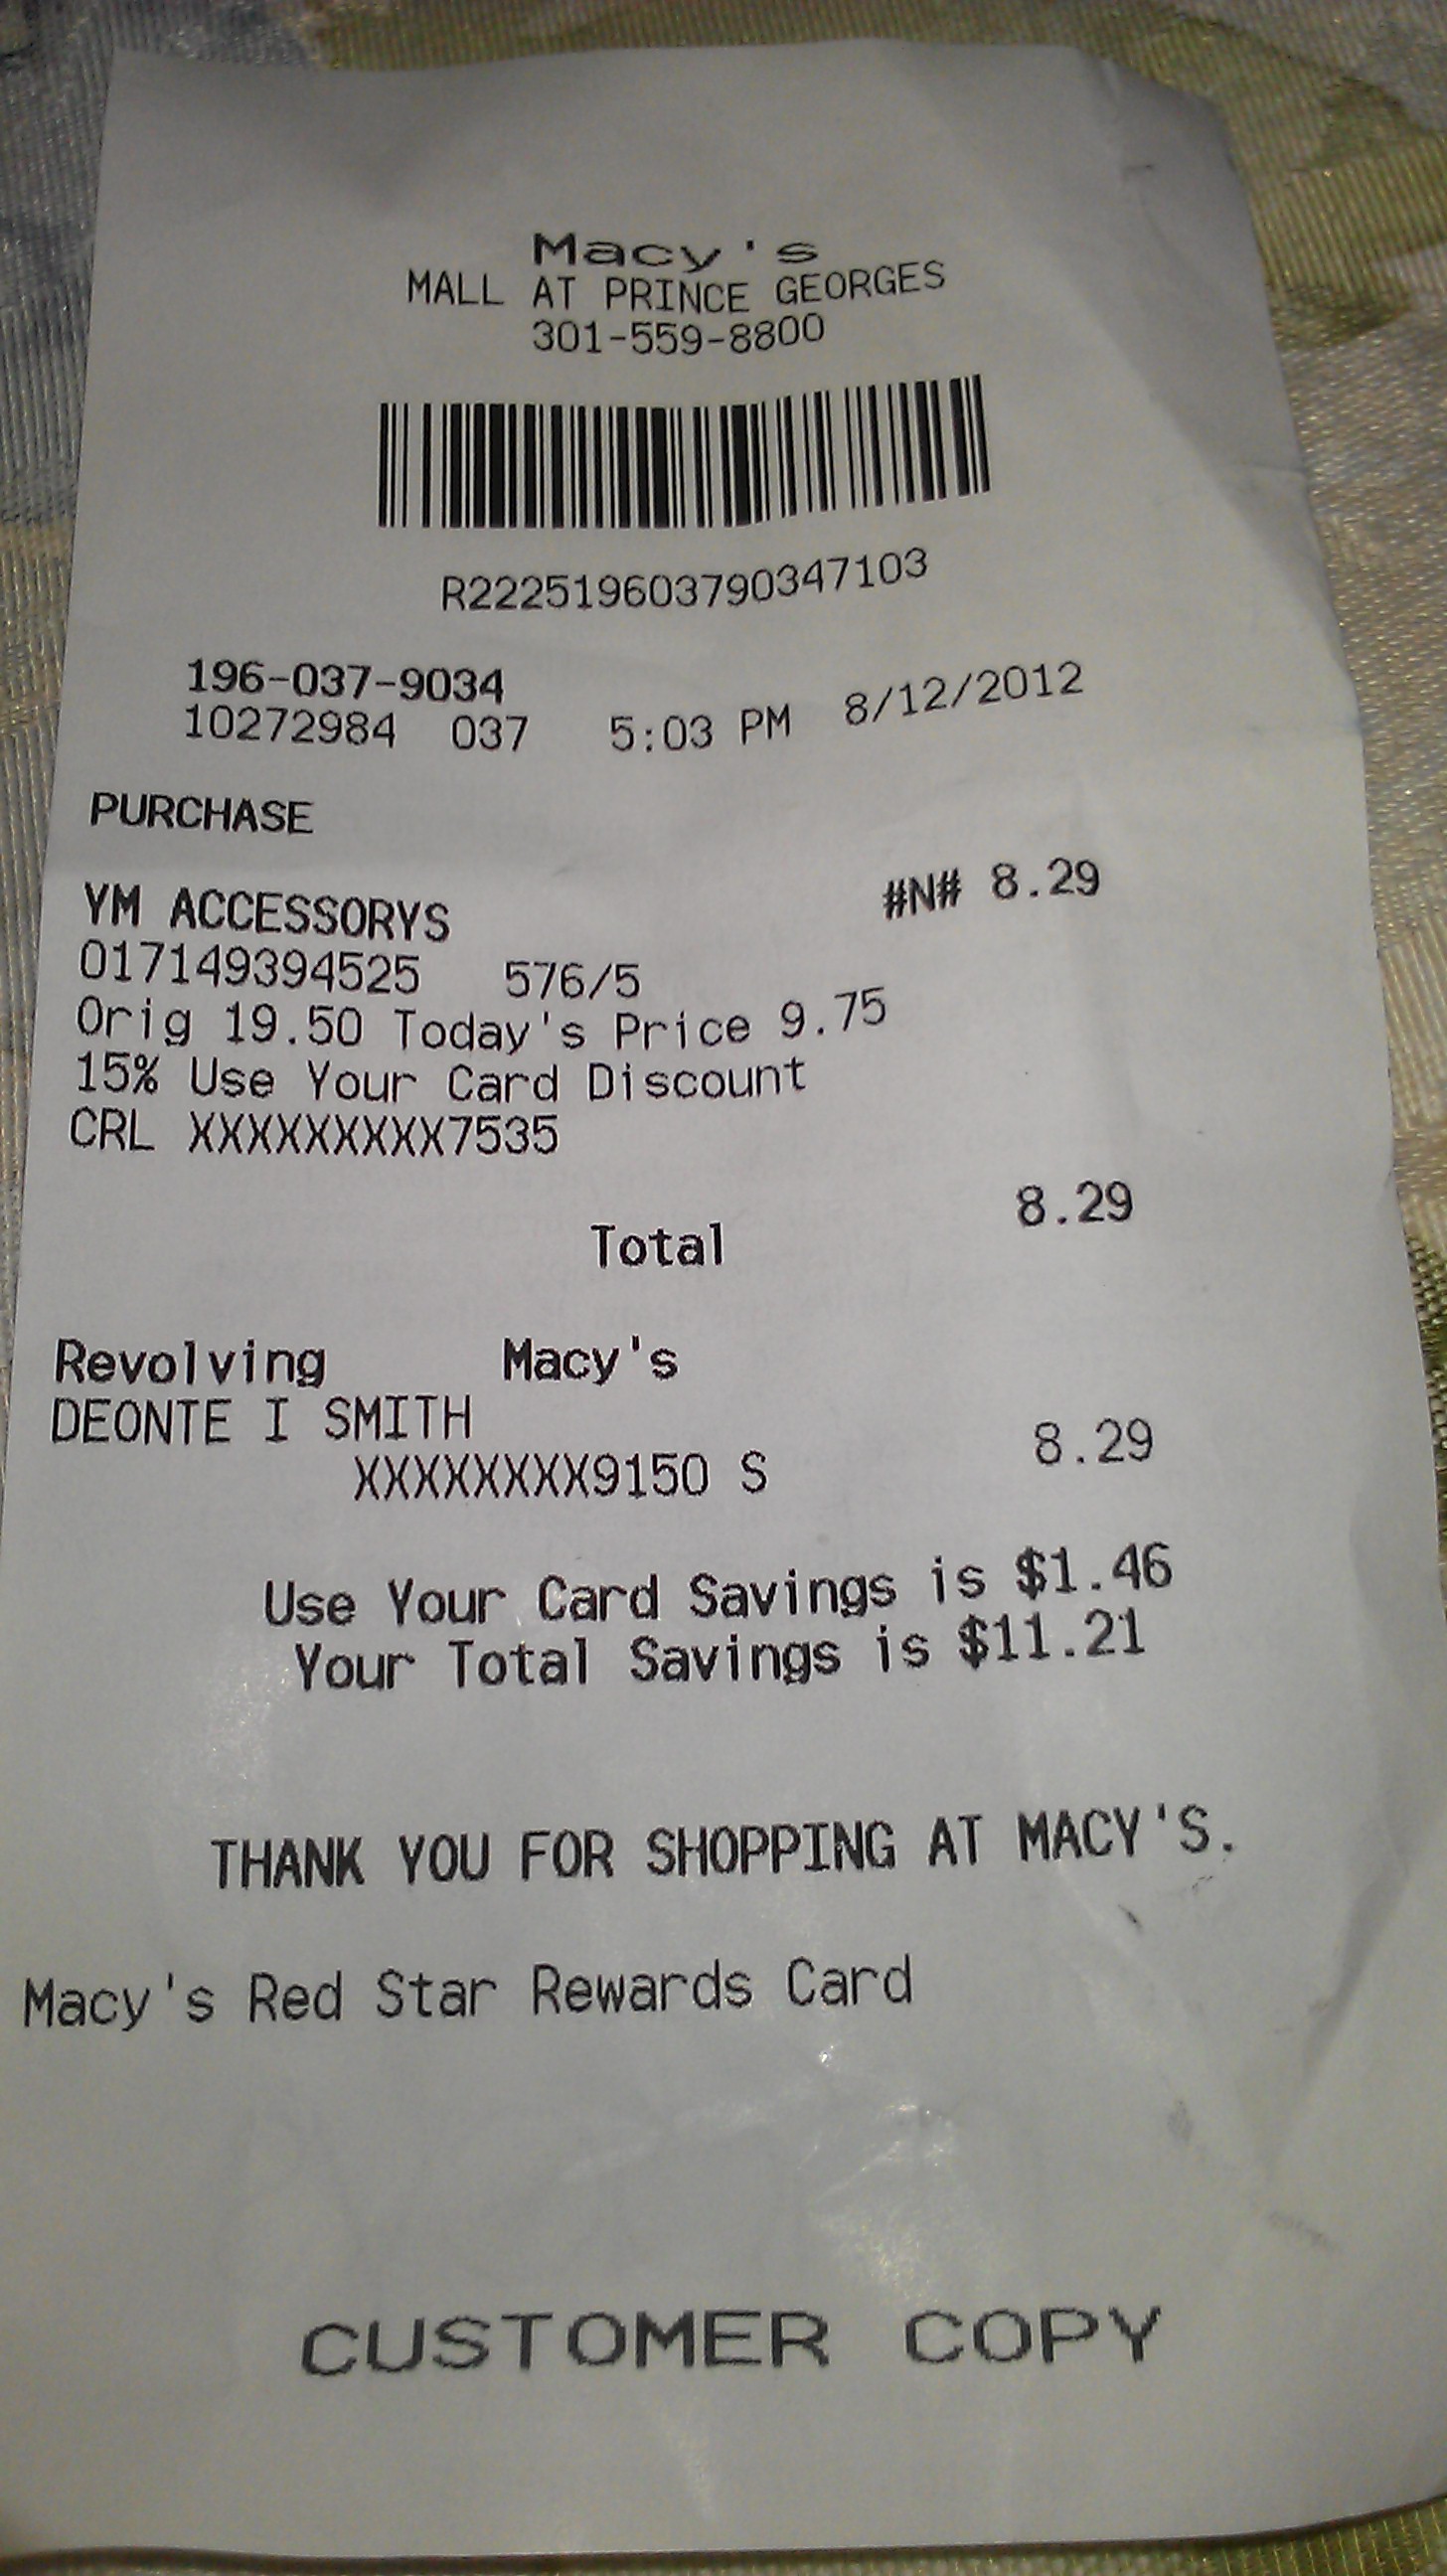 Macy's
MALL AT PRINCE GEORGES
301-559-8800
R222519603790347103
196-037-9034
10272984 037 5:03 PM 8/12/2012
PURCHASE
YM ACCESSORYS #N# 8.29
017149394525 576/5
Orig 19.50 Today's Price 9.75
15% Use Your Card Discount
CRL XXXXXXXXX7535
Total 8.29
Revolving Macy's
DEONTE I SMITH
XXXXXXXX9150 S 8.29
Use Your Card Savings is $1.46
Your Total Savings is $11.21
THANK YOU FOR SHOPPING AT MACY'S.
Macy's Red Star Rewards Card
CUSTOMER COPY